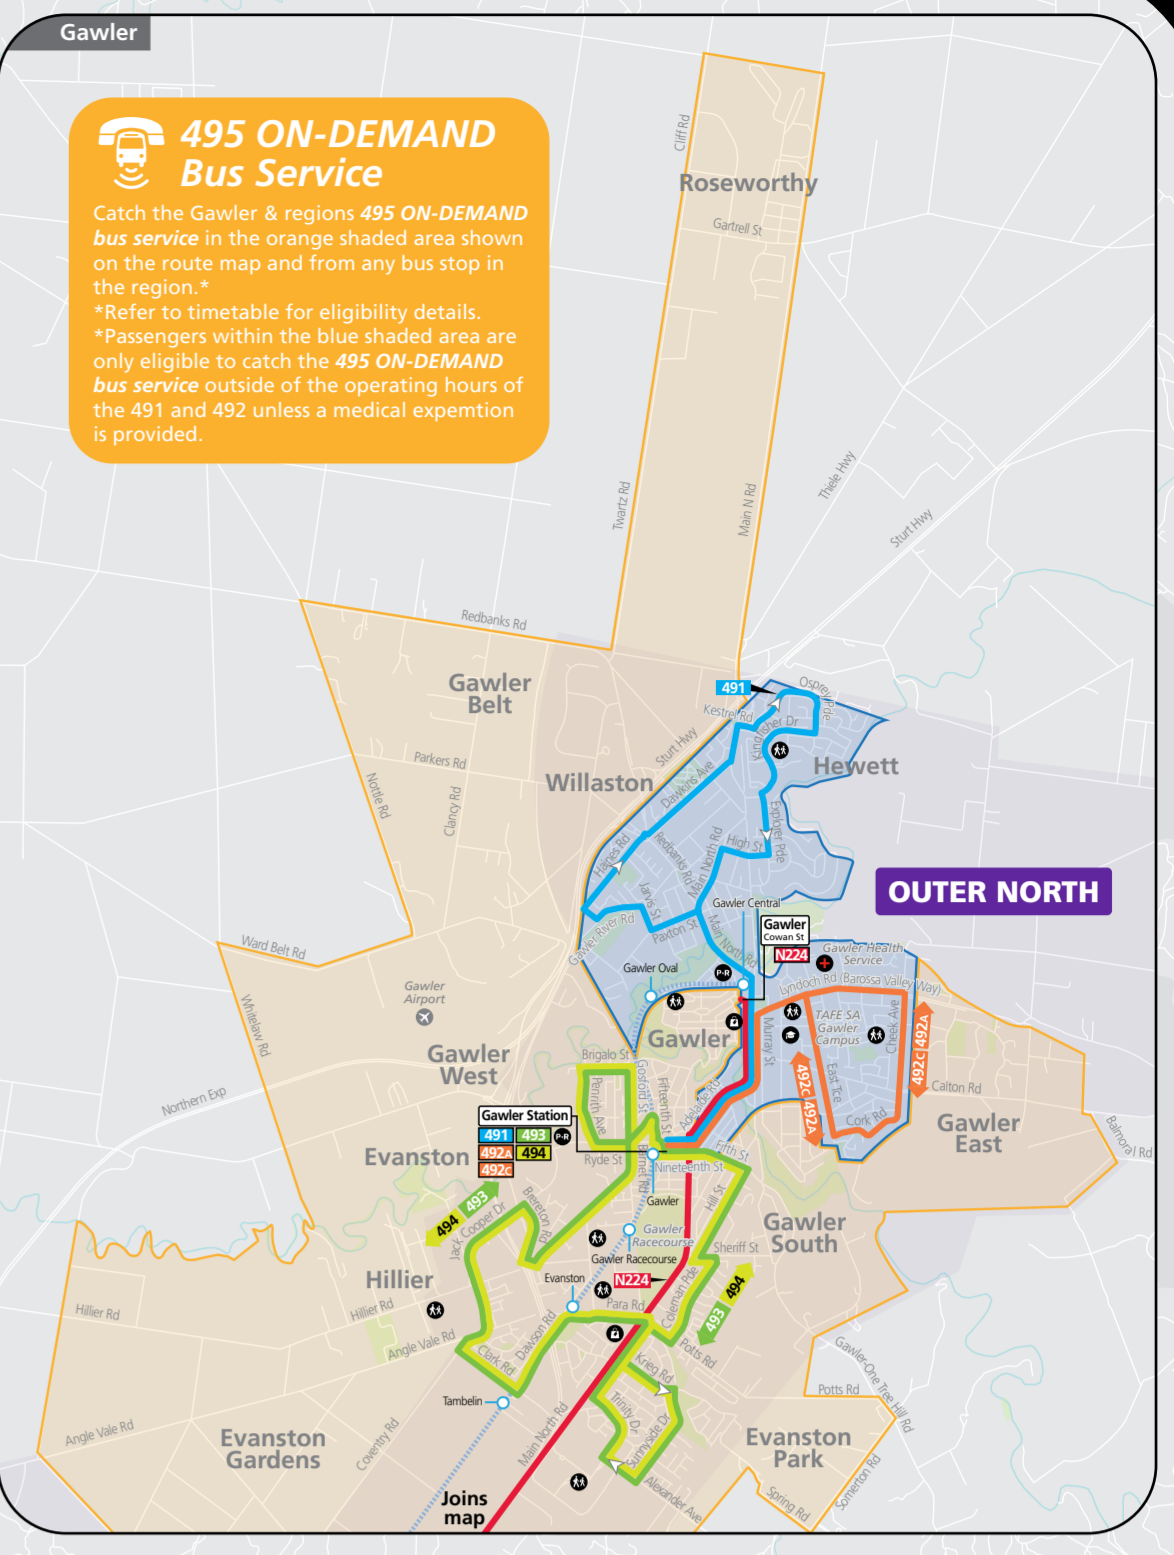 Gawler
495 ON-DEMAND
Bus Service
Catch the Gawler & regions 495 ON-DEMAND
bus service in the orange shaded area shown
on the route map and from any bus stop in
the region.*
*Refer to timetable for eligibility details.
*Passengers within the blue shaded area are
only eligible to catch the 495 ON-DEMAND
bus service outside of the operating hours of
the 491 and 492 unless a medical expemtion
is provided.
Cliff Rd
Roseworthy
Gartrell St
Twartz Rd
Main N Rd
Thiele Hwy
Sturt Hwy
Redbanks Rd
Gawler
Belt
491
Osprey Pde
Kestrel Rd
Kingfisher Dr
Sturt Hwy
Hewett
Parkers Rd
Willaston
Dawkins Ave
Nottle Rd
Clancy Rd
Explorer Pde
Haines Rd
Redbanks Rd
Main North Rd
High St
OUTER NORTH
Jarvis St
Gawler Central
Gawler River Rd
Paxton St
Main North Rd
Gawler
Cowan St
N224
Ward Belt Rd
Gawler Health
Service
Gawler Oval
P-R
Lyndoch Rd (Barossa Valley Way)
Gawler
Airport
Whitelaw Rd
Gawler
Murray St
TAFE SA
Gawler
Campus
Cheek Ave
492C 492A
Gawler
West
Brigalo St
Gosford St
Fifteenth St
Penrith Ave
Adelaide Rd
492C 492A
East Tce
Calton Rd
Northern Exp
Cork Rd
Gawler
East
Balmoral Rd
Gawler Station
491 493 P-R
492A 494
492C
Evanston
Ryde St
Barnet Rd
Fifth St
Nineteenth St
494 493
Jack Cooper Dr
Brereton Rd
Gawler
Hill St
Gawler
Racecourse
Gawler
South
Gawler Racecourse
Sheriff St
Hillier
Evanston
N224
Coleman Pde
493 494
Hillier Rd
Hillier Rd
Para Rd
Angle Vale Rd
Clark Rd
Dawson Rd
Potts Rd
Krieg Rd
Gawler-One Tree Hill Rd
Potts Rd
Tambelin
Trinity Dr
Sunnyside Dr
Angle Vale Rd
Coventry Rd
Main North Rd
Evanston
Gardens
Evanston
Park
Alexander Ave
Spring Rd
Somerton Rd
Joins
map